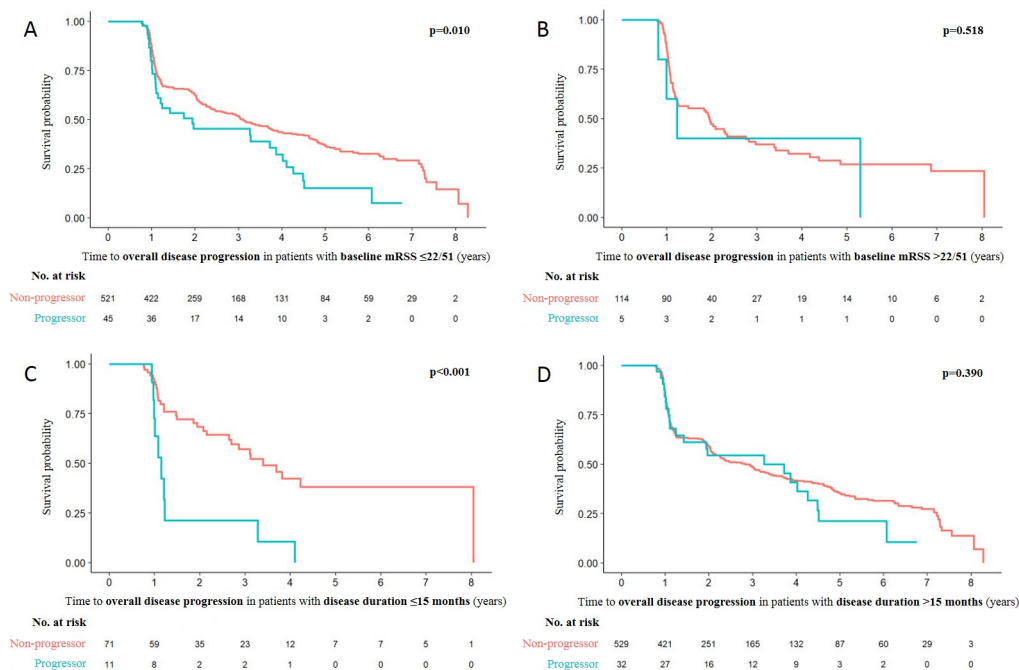 A
p=0.010
Survival probability
1.00
0.75
0.50
0.25
0.00
0 1 2 3 4 5 6 7 8
Time to overall disease progression in patients with baseline mRSS ≤22/51 (years)
No. at risk
Non-progressor 521 422 259 168 131 84 59 29 2
Progressor 45 36 17 14 10 3 2 0 0
B
p=0.518
Survival probability
1.00
0.75
0.50
0.25
0.00
0 1 2 3 4 5 6 7 8
Time to overall disease progression in patients with baseline mRSS >22/51 (years)
No. at risk
Non-progressor 114 90 40 27 19 14 10 6 2
Progressor 5 3 2 1 1 1 0 0 0
C
p<0.001
Survival probability
1.00
0.75
0.50
0.25
0.00
0 1 2 3 4 5 6 7 8
Time to overall disease progression in patients with disease duration ≤15 months (years)
No. at risk
Non-progressor 71 59 35 23 12 7 7 5 1
Progressor 11 8 2 2 1 0 0 0 0
D
p=0.390
Survival probability
1.00
0.75
0.50
0.25
0.00
0 1 2 3 4 5 6 7 8
Time to overall disease progression in patients with disease duration >15 months (years)
No. at risk
Non-progressor 529 421 251 165 132 87 60 29 3
Progressor 32 27 16 12 9 3 2 0 0